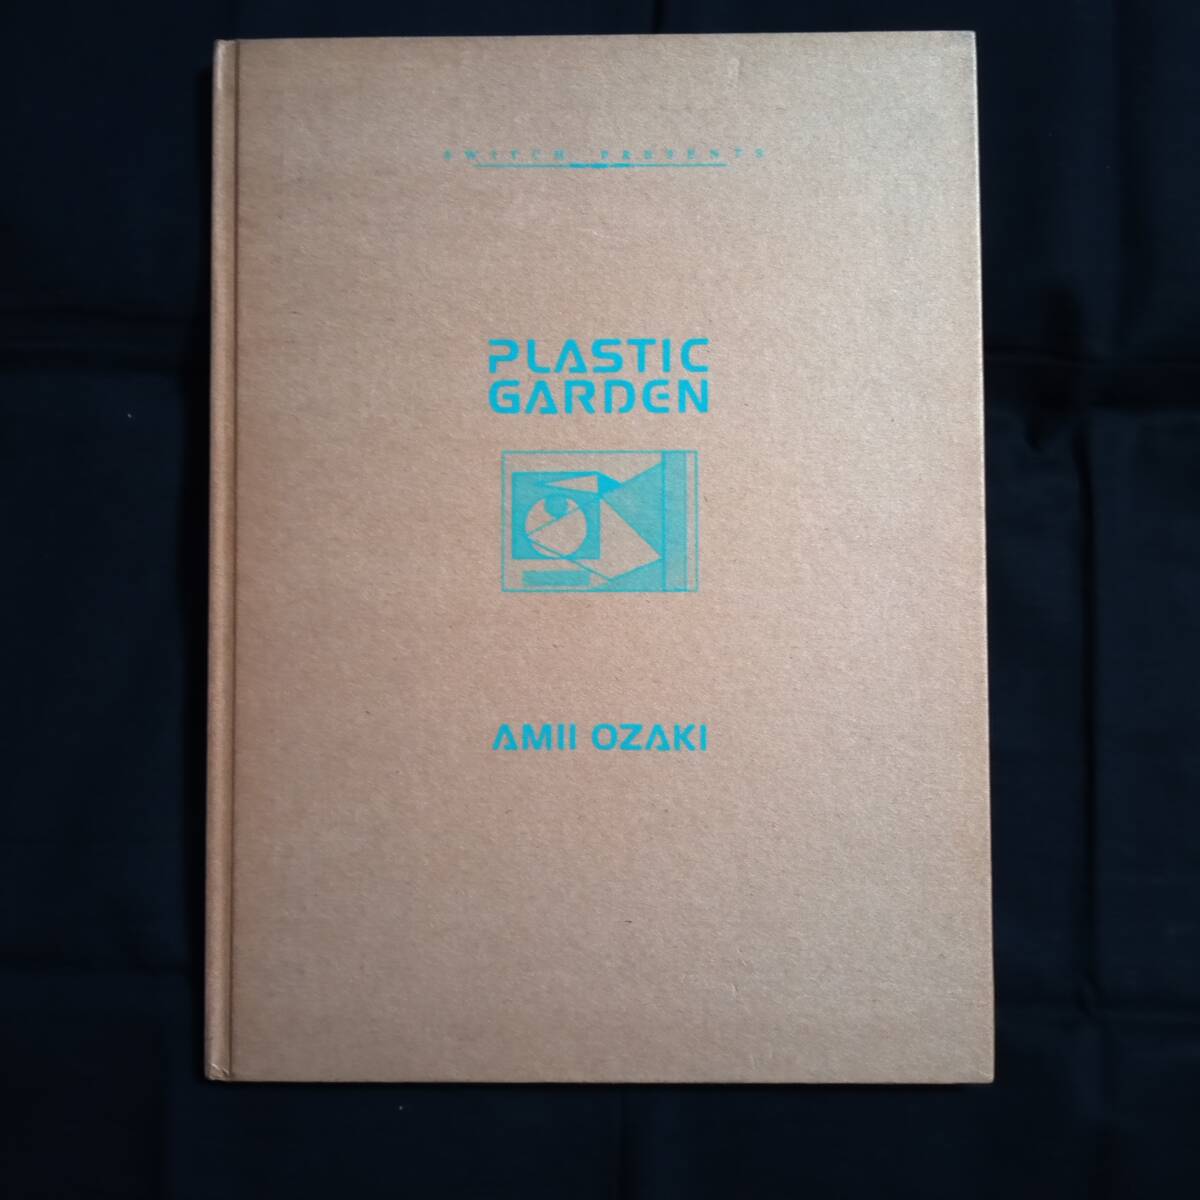 SWITCH PRESENTS
PLASTIC
GARDEN
AMII OZAKI